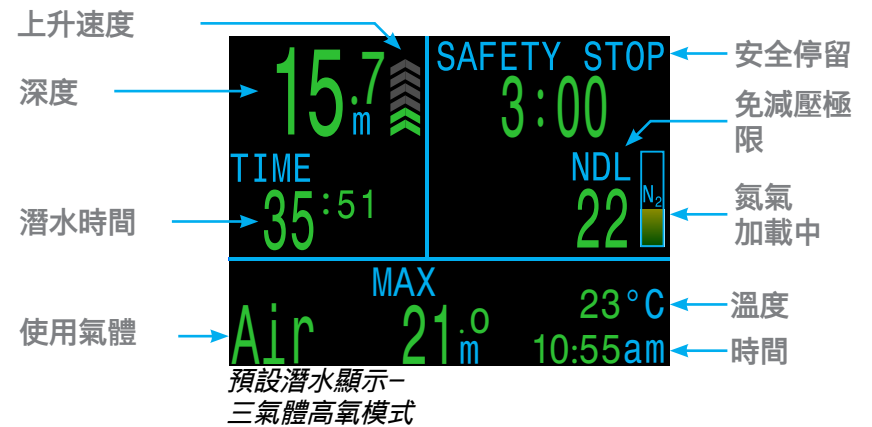 上升速度
深度
潛水時間
使用氣體
15.7
m
TIME
35:51
SAFETY STOP
3:00
NDL
22
N₂
MAX
Air
21.0
m
23°C
10:55am
安全停留
免減壓極
限
氮氣
加載中
溫度
時間
預設潛水顯示–
三氣體高氧模式